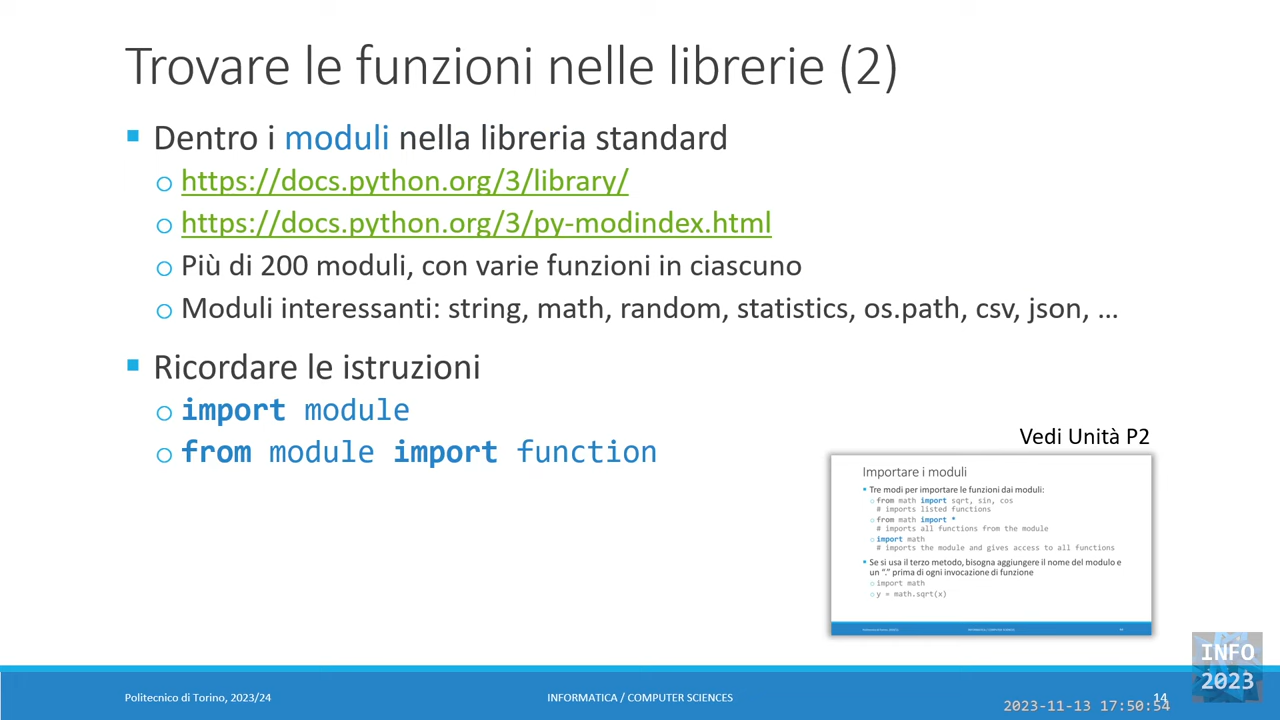 Trovare le funzioni nelle librerie (2)
Dentro i moduli nella libreria standard
https://docs.python.org/3/library/
https://docs.python.org/3/py-modindex.html
Più di 200 moduli, con varie funzioni in ciascuno
Moduli interessanti: string, math, random, statistics, os.path, csv, json, …
Ricordare le istruzioni
import module
from module import function
Vedi Unità P2
Importare i moduli
Tre modi per importare le funzioni dai moduli:
from math import sqrt, sin, cos
# imports listed functions
from math import *
# imports all functions from the module
import math
# imports the module and gives access to all functions
Se si usa il terzo metodo, bisogna aggiungere il nome del modulo e
un "." prima di ogni invocazione di funzione
import math
y = math.sqrt(x)
INFORMATICA / COMPUTER SCIENCES
Politecnico di Torino, 2023/24
INFORMATICA / COMPUTER SCIENCES
14
INFO
2023
2023-11-13 17:50:54